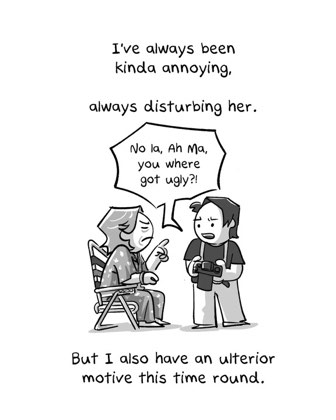 I've always been
kinda annoying,
always disturbing her.
No la, Ah Ma,
you where
got ugly?!
But I also have an ulterior
motive this time round.